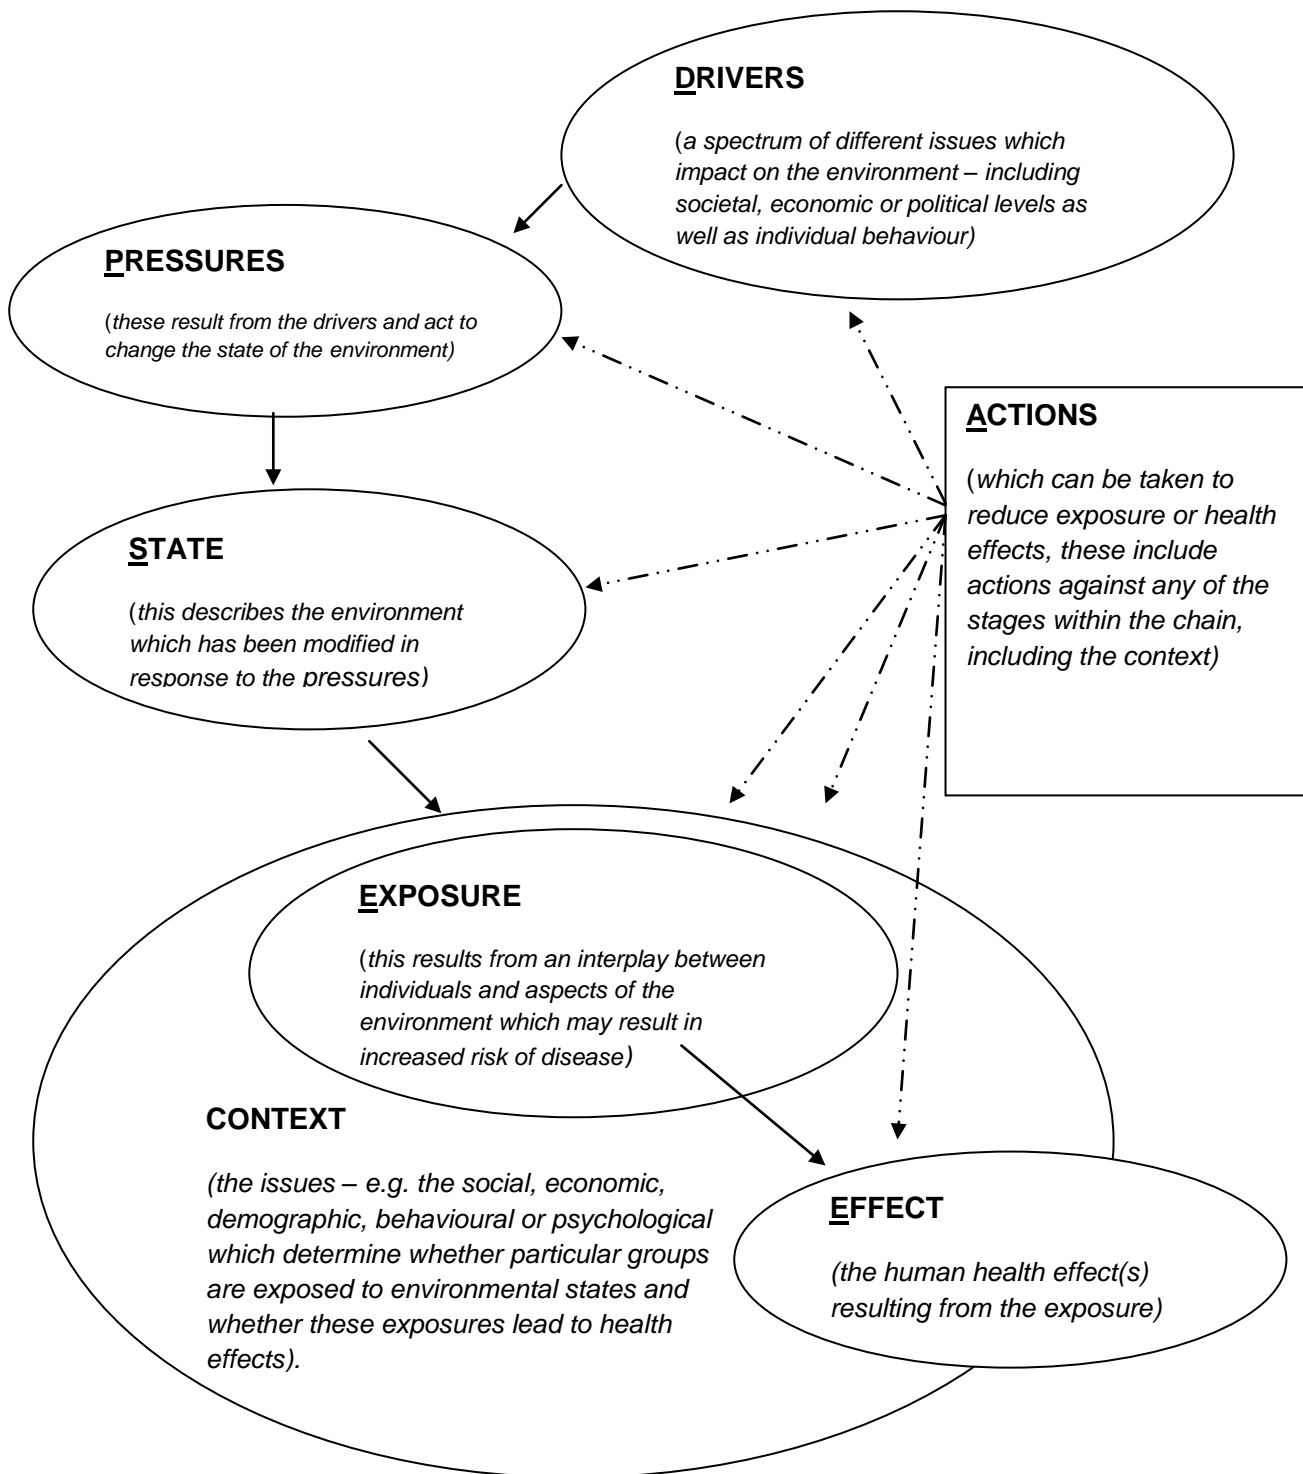 DRIVERS
(a spectrum of different issues which
impact on the environment – including
societal, economic or political levels as
well as individual behaviour)
PRESSURES
(these result from the drivers and act to
change the state of the environment)
STATE
(this describes the environment
which has been modified in
response to the pressures)
ACTIONS
(which can be taken to
reduce exposure or health
effects, these include
actions against any of the
stages within the chain,
including the context)
EXPOSURE
(this results from an interplay between
individuals and aspects of the
environment which may result in
increased risk of disease)
CONTEXT
(the issues – e.g. the social, economic,
demographic, behavioural or psychological
which determine whether particular groups
are exposed to environmental states and
whether these exposures lead to health
effects).
EFFECT
(the human health effect(s)
resulting from the exposure)